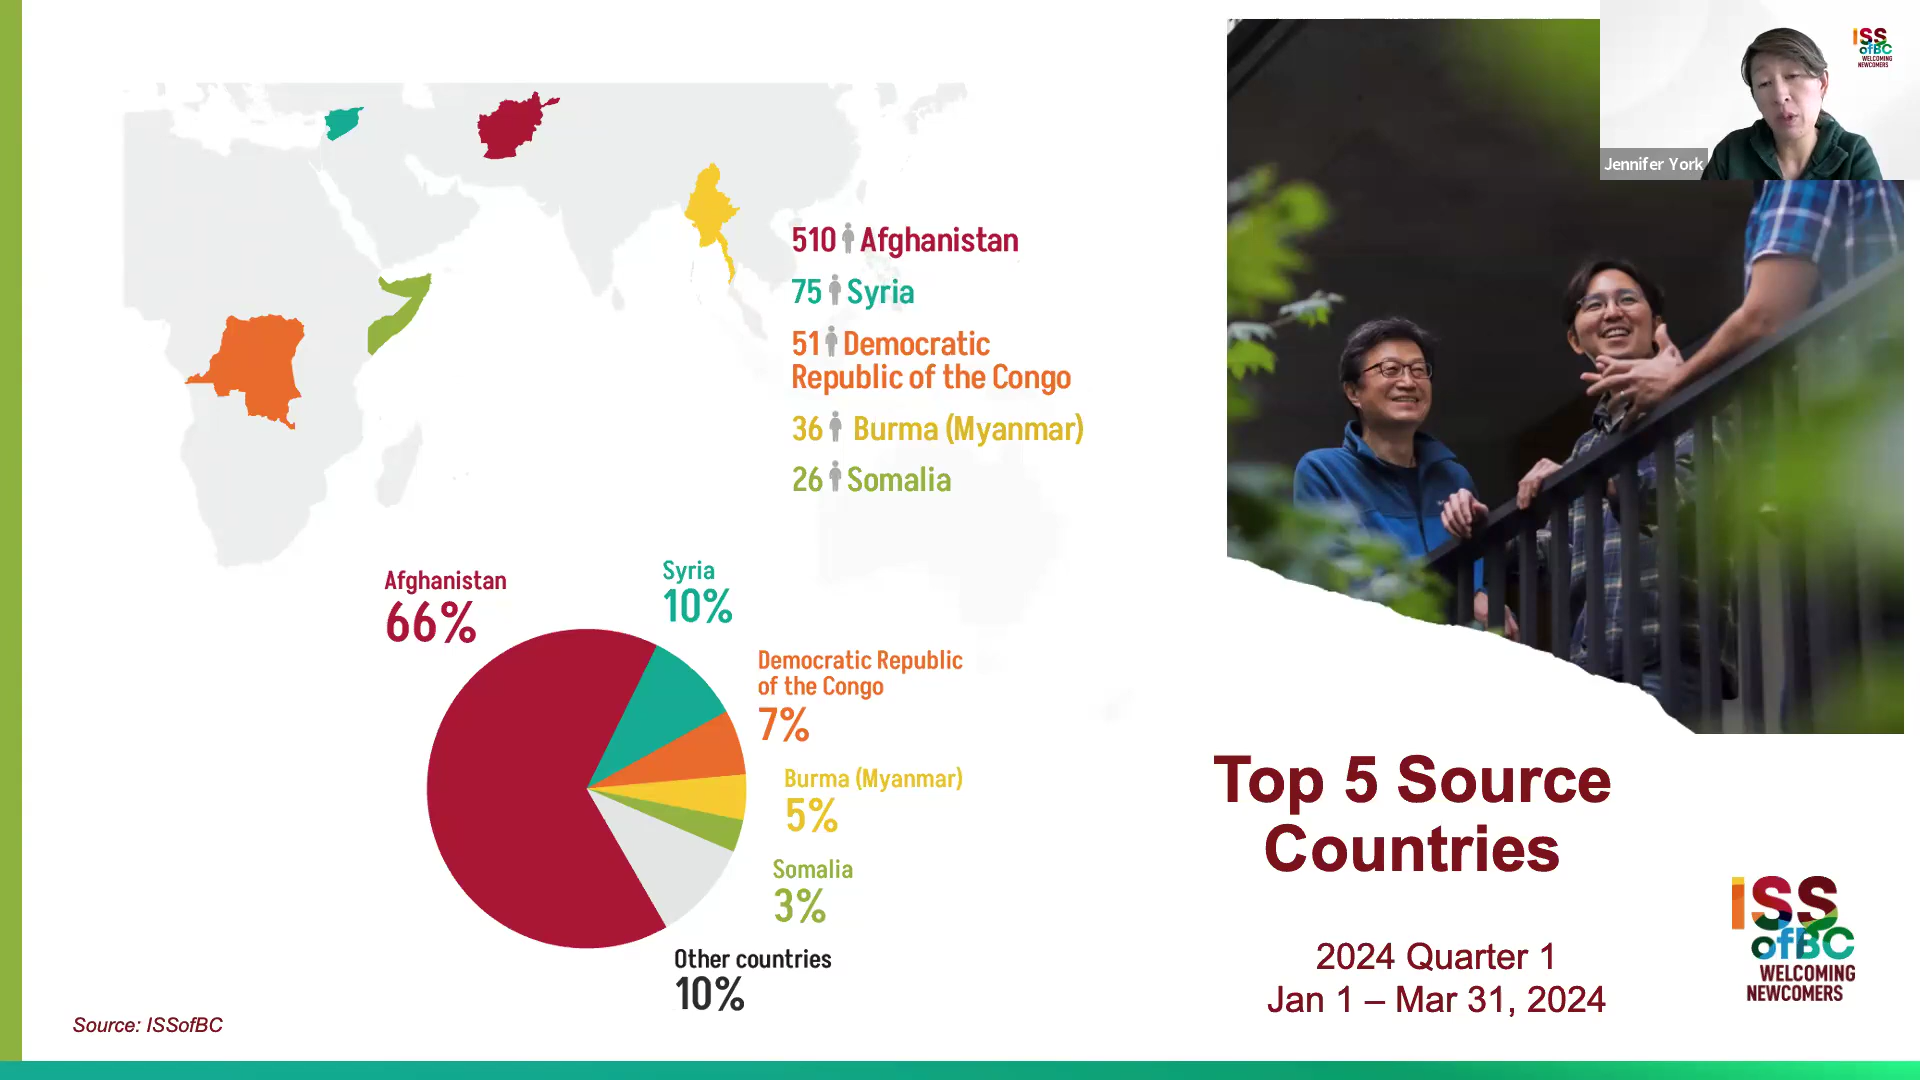 ISS
ofBC
WELCOMING
NEWCOMERS
Jennifer York
510 Afghanistan
75 Syria
51 Democratic
Republic of the Congo
36 Burma (Myanmar)
26 Somalia
Afghanistan
66%
Syria
10%
Democratic Republic
of the Congo
7%
Burma (Myanmar)
5%
Somalia
3%
Other countries
10%
Top 5 Source
Countries
2024 Quarter 1
Jan 1 – Mar 31, 2024
ISS
ofBC
WELCOMING
NEWCOMERS
Source: ISSofBC